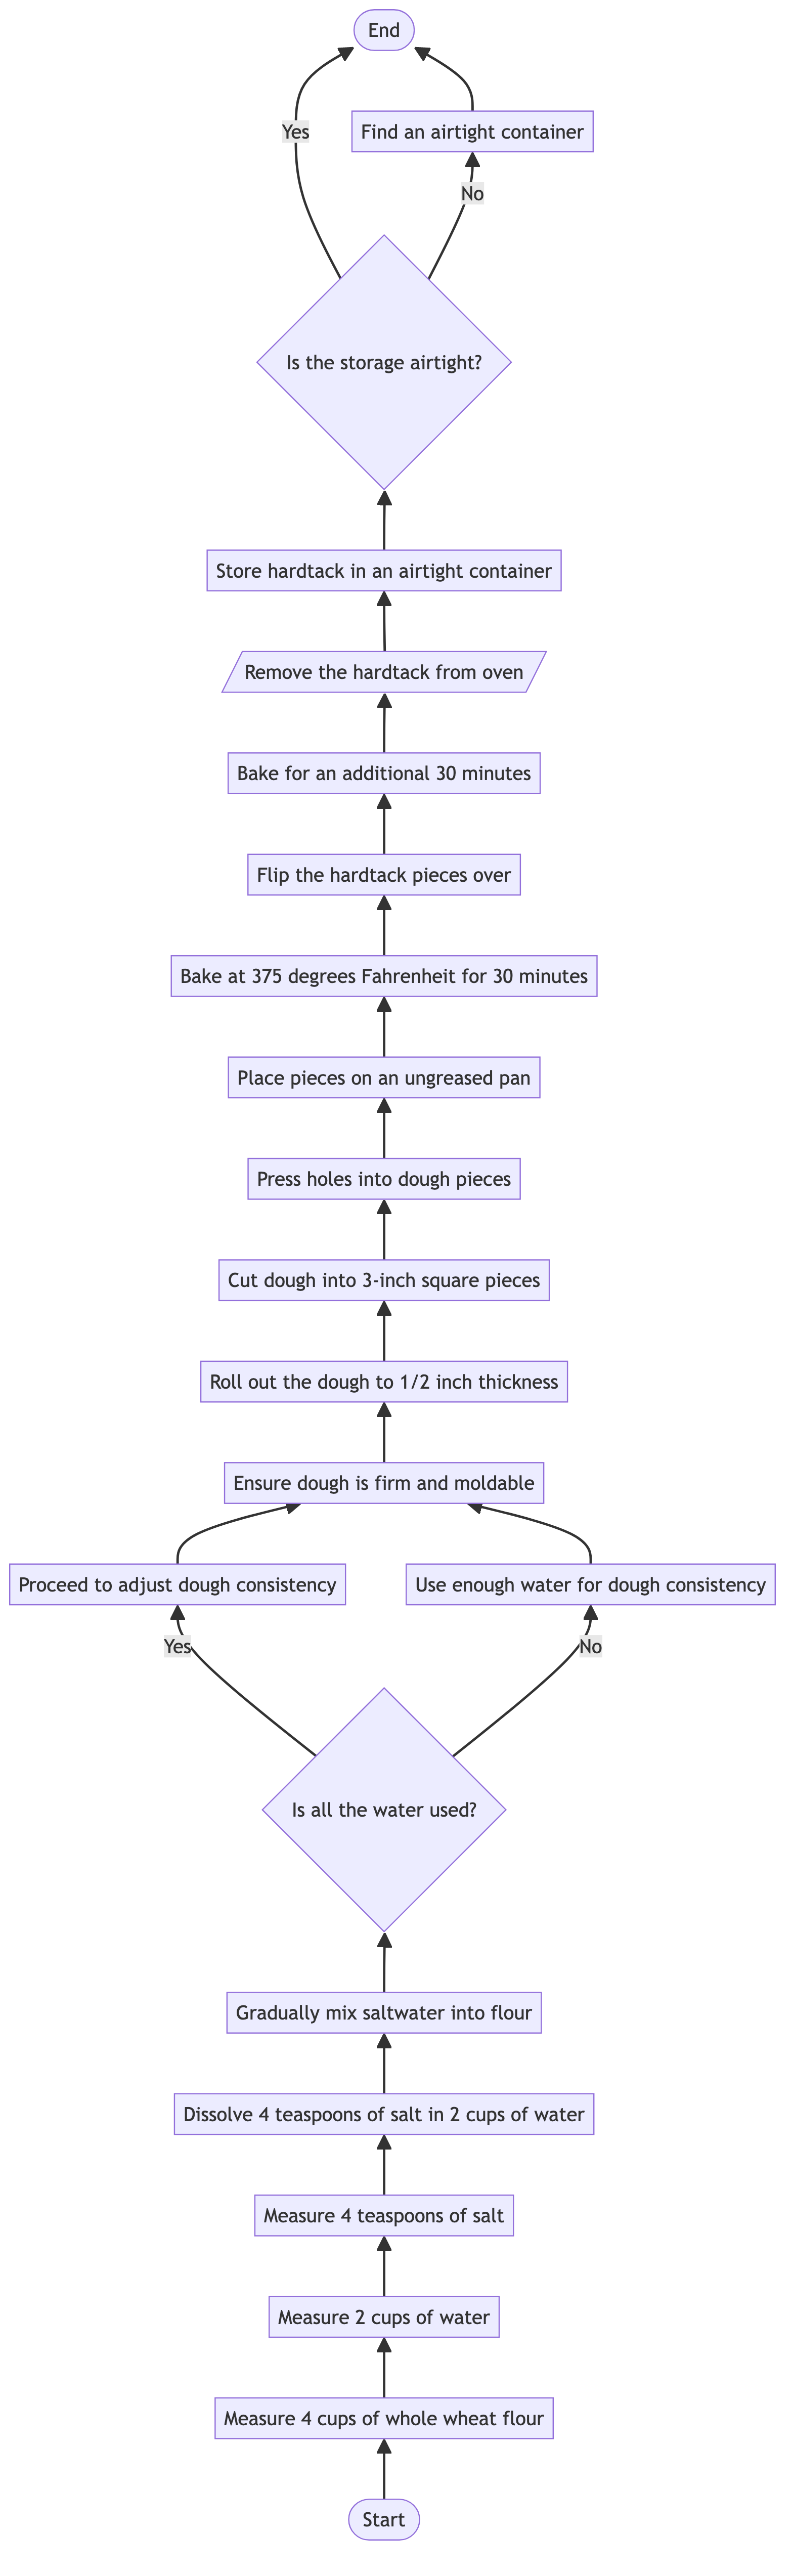 End
Find an airtight container
Yes
No
Is the storage airtight?
Store hardtack in an airtight container
Remove the hardtack from oven
Bake for an additional 30 minutes
Flip the hardtack pieces over
Bake at 375 degrees Fahrenheit for 30 minutes
Place pieces on an ungreased pan
Press holes into dough pieces
Cut dough into 3-inch square pieces
Roll out the dough to 1/2 inch thickness
Ensure dough is firm and moldable
Proceed to adjust dough consistency
Use enough water for dough consistency
Yes
No
Is all the water used?
Gradually mix saltwater into flour
Dissolve 4 teaspoons of salt in 2 cups of water
Measure 4 teaspoons of salt
Measure 2 cups of water
Measure 4 cups of whole wheat flour
Start